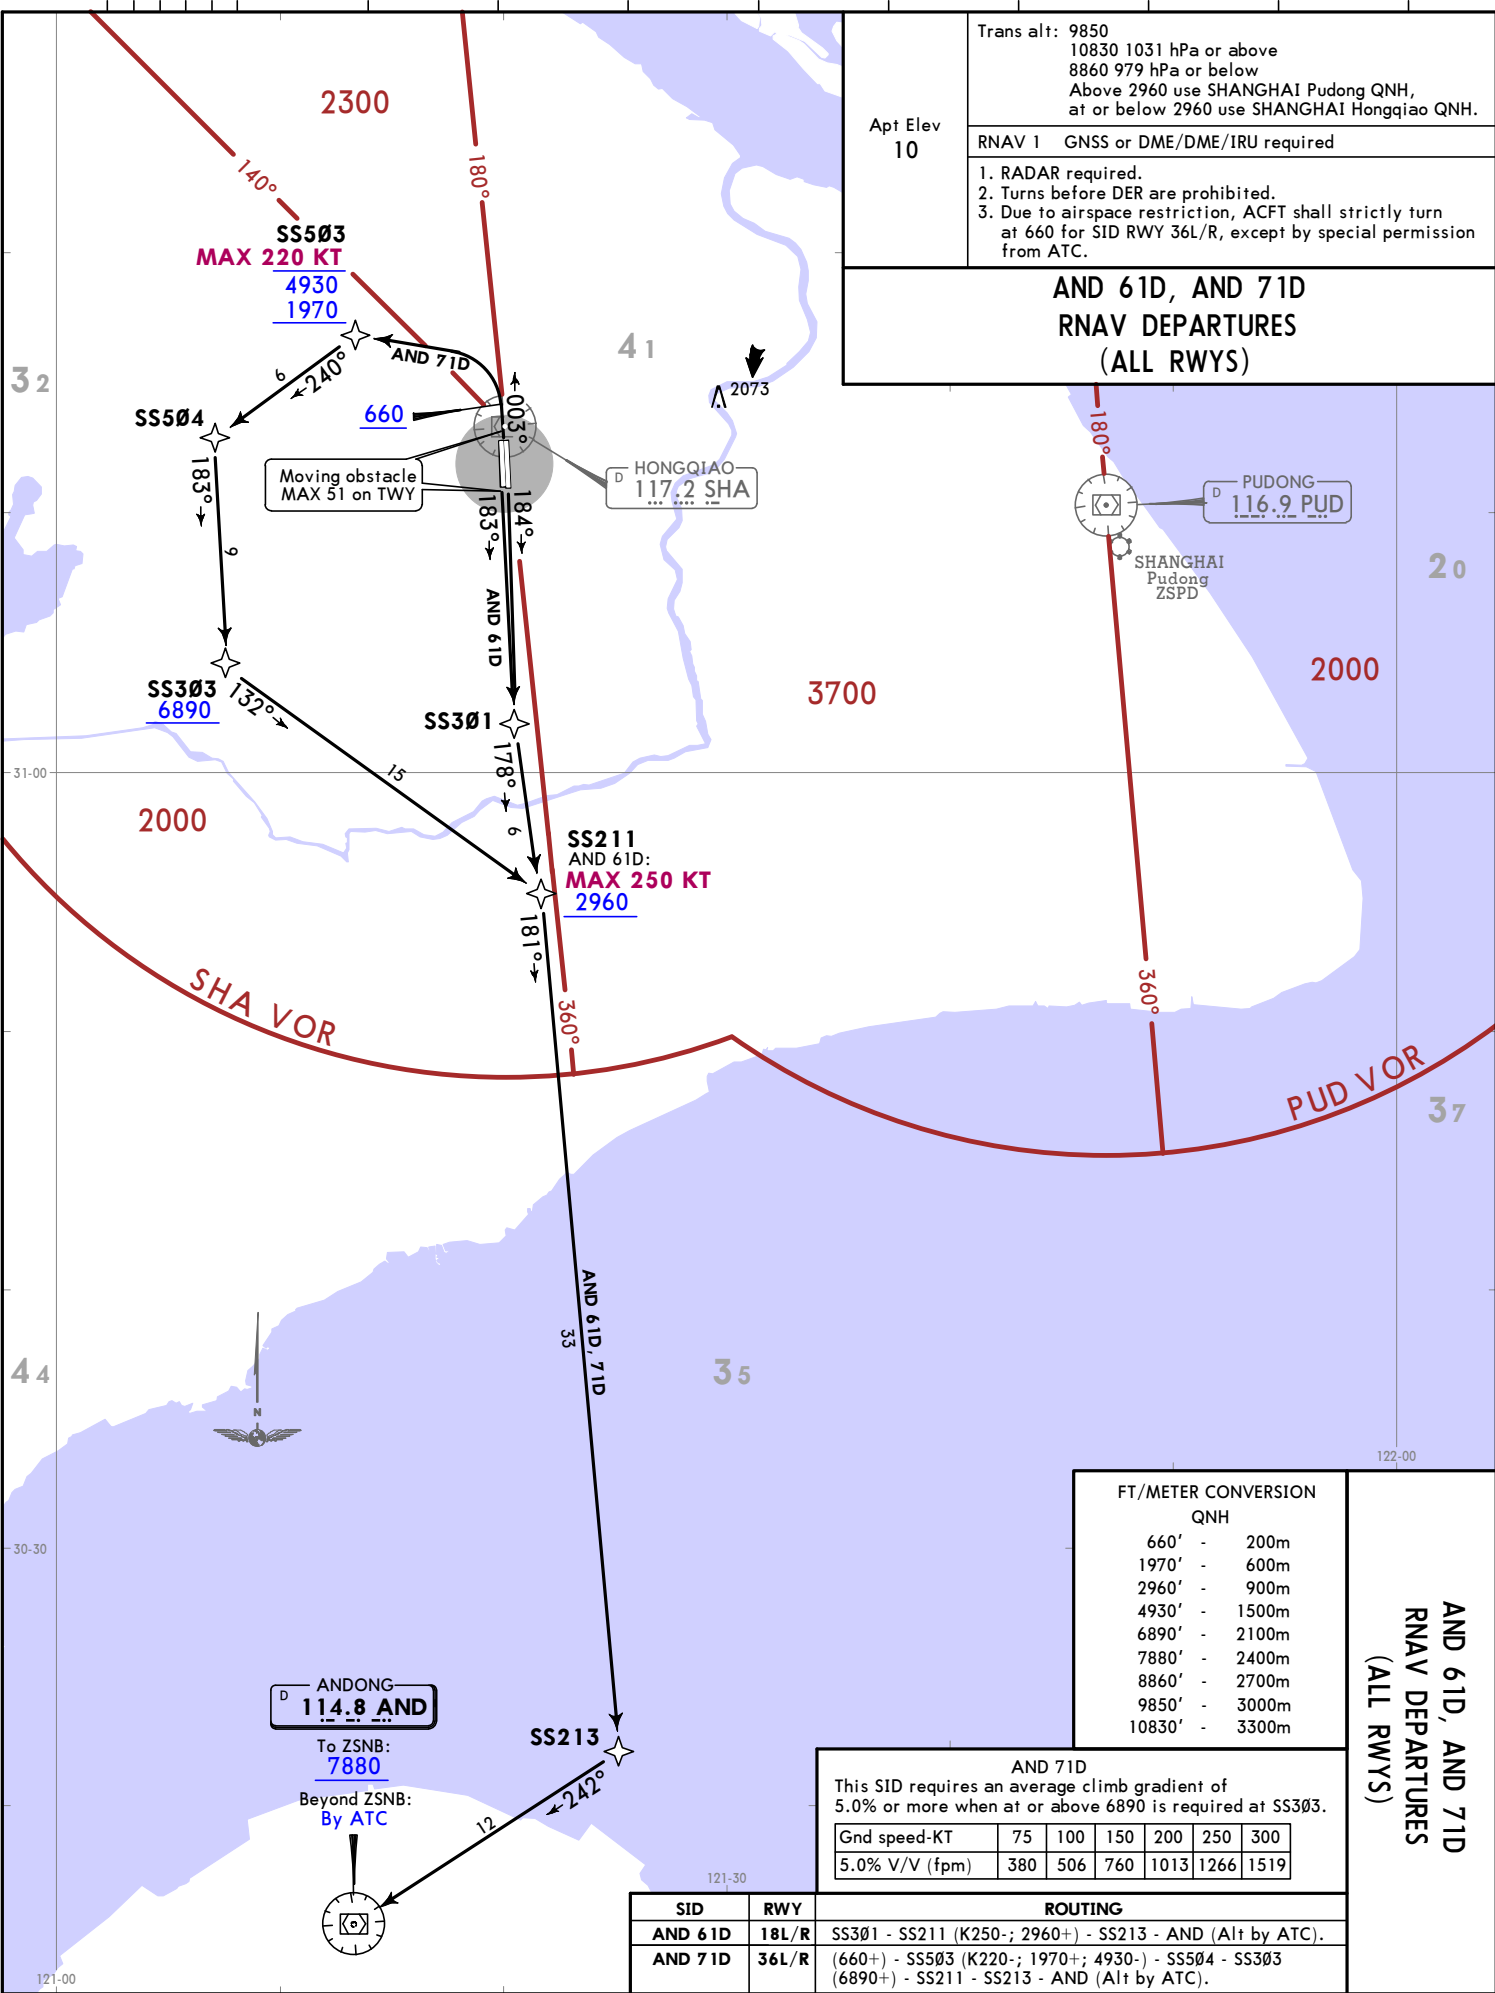 Trans alt: 9850
10830 1031 hPa or above
8860 979 hPa or below
Above 2960 use SHANGHAI Pudong QNH,
at or below 2960 use SHANGHAI Hongqiao QNH.
Apt Elev
10
RNAV 1 GNSS or DME/DME/IRU required
1. RADAR required.
2. Turns before DER are prohibited.
3. Due to airspace restriction, ACFT shall strictly turn
at 660 for SID RWY 36L/R, except by special permission
from ATC.
AND 61D, AND 71D
RNAV DEPARTURES
(ALL RWYS)
2300
140°
180°
SS5Ø3
MAX 220 KT
4930
1970
AND 71D
41
2073
32
6
240°
SS5Ø4
660
003°
Moving obstacle
MAX 51 on TWY
D HONGQIAO
117.2 SHA
180°
D PUDONG
116.9 PUD
SHANGHAI
Pudong
ZSPD
20
183°
9
183°
184°
AND 61D
SS3Ø3
6890
132°
SS3Ø1
3700
2000
31-00
15
178°
6
2000
SS211
AND 61D:
MAX 250 KT
2960
181°
SHA VOR
360°
360°
PUD VOR
37
AND 61D, 71D
33
44
35
N
122-00
FT/METER CONVERSION
QNH
660' - 200m
1970' - 600m
2960' - 900m
4930' - 1500m
6890' - 2100m
7880' - 2400m
8860' - 2700m
9850' - 3000m
10830' - 3300m
30-30
AND 61D, AND 71D
RNAV DEPARTURES
(ALL RWYS)
D ANDONG
114.8 AND
To ZSNB:
7880
Beyond ZSNB:
By ATC
SS213
242°
12
AND 71D
This SID requires an average climb gradient of
5.0% or more when at or above 6890 is required at SS3Ø3.
Gnd speed-KT 75 100 150 200 250 300
5.0% V/V (fpm) 380 506 760 1013 1266 1519
121-30
SID RWY ROUTING
AND 61D 18L/R SS3Ø1 - SS211 (K250-; 2960+) - SS213 - AND (Alt by ATC).
AND 71D 36L/R (660+) - SS5Ø3 (K220-; 1970+; 4930-) - SS5Ø4 - SS3Ø3
(6890+) - SS211 - SS213 - AND (Alt by ATC).
121-00